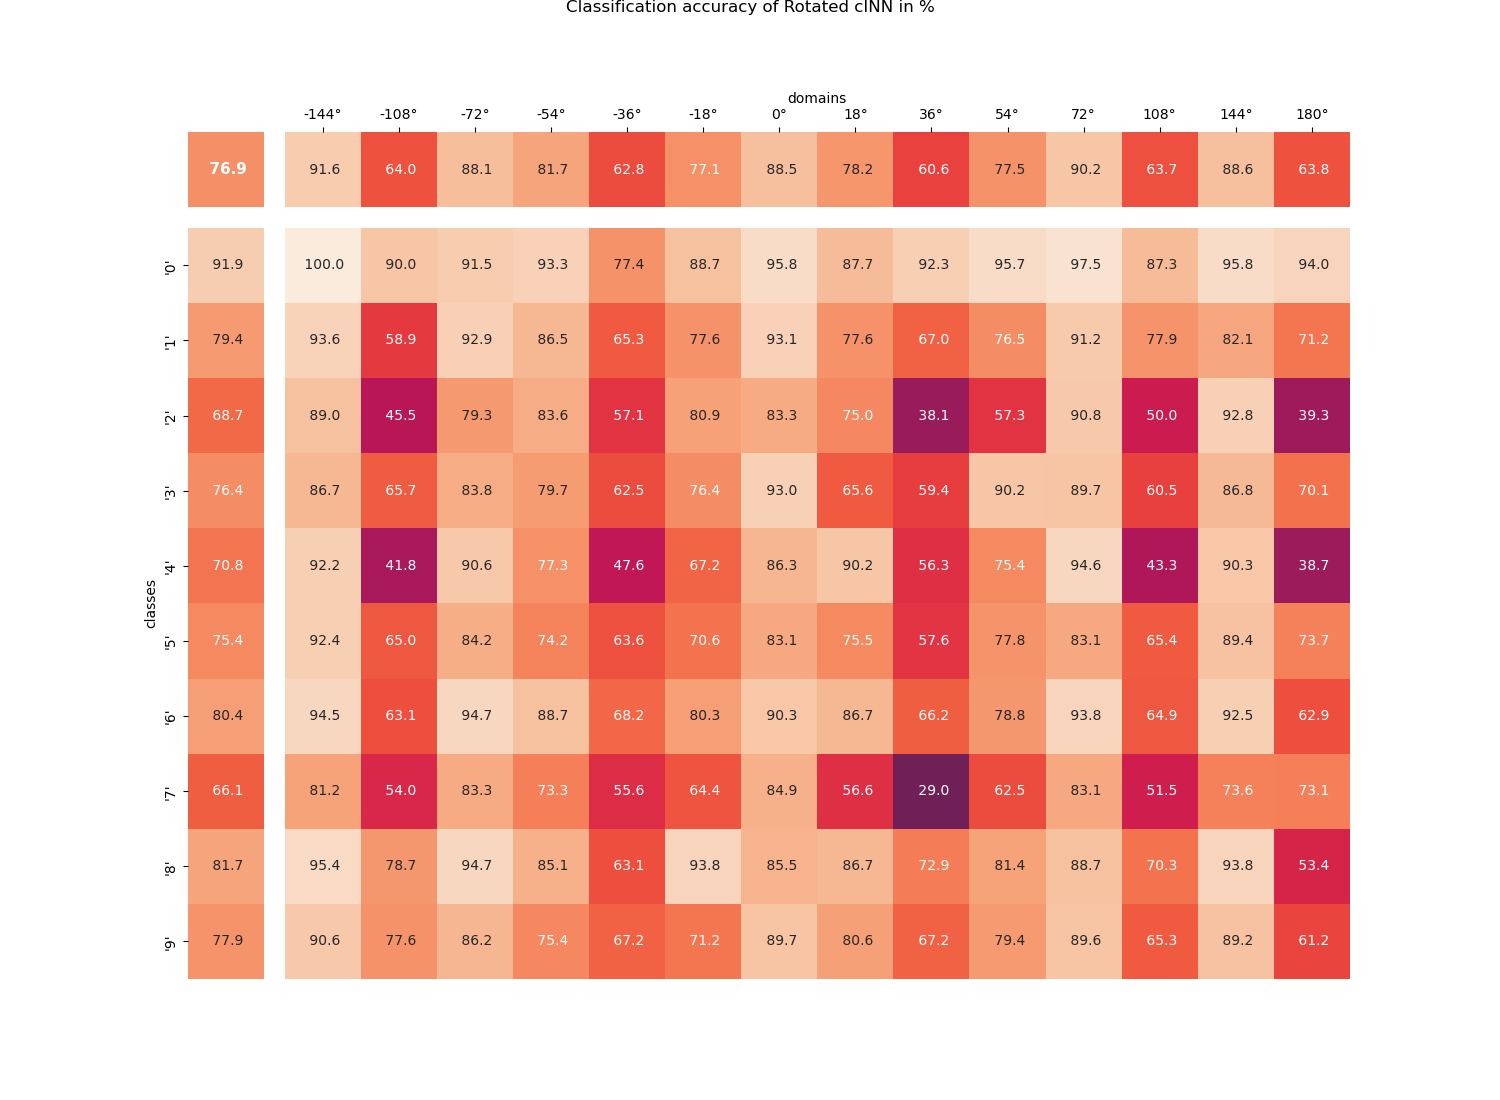 Classification accuracy of Rotated cINN in %
domains
-144° -108° -72° -54° -36° -18° 0° 18° 36° 54° 72° 108° 144° 180°
76.9 91.6 64.0 88.1 81.7 62.8 77.1 88.5 78.2 60.6 77.5 90.2 63.7 88.6 63.8
classes
'0' 91.9 100.0 90.0 91.5 93.3 77.4 88.7 95.8 87.7 92.3 95.7 97.5 87.3 95.8 94.0
'1' 79.4 93.6 58.9 92.9 86.5 65.3 77.6 93.1 77.6 67.0 76.5 91.2 77.9 82.1 71.2
'2' 68.7 89.0 45.5 79.3 83.6 57.1 80.9 83.3 75.0 38.1 57.3 90.8 50.0 92.8 39.3
'3' 76.4 86.7 65.7 83.8 79.7 62.5 76.4 93.0 65.6 59.4 90.2 89.7 60.5 86.8 70.1
'4' 70.8 92.2 41.8 90.6 77.3 47.6 67.2 86.3 90.2 56.3 75.4 94.6 43.3 90.3 38.7
'5' 75.4 92.4 65.0 84.2 74.2 63.6 70.6 83.1 75.5 57.6 77.8 83.1 65.4 89.4 73.7
'6' 80.4 94.5 63.1 94.7 88.7 68.2 80.3 90.3 86.7 66.2 78.8 93.8 64.9 92.5 62.9
'7' 66.1 81.2 54.0 83.3 73.3 55.6 64.4 84.9 56.6 29.0 62.5 83.1 51.5 73.6 73.1
'8' 81.7 95.4 78.7 94.7 85.1 63.1 93.8 85.5 86.7 72.9 81.4 88.7 70.3 93.8 53.4
'9' 77.9 90.6 77.6 86.2 75.4 67.2 71.2 89.7 80.6 67.2 79.4 89.6 65.3 89.2 61.2